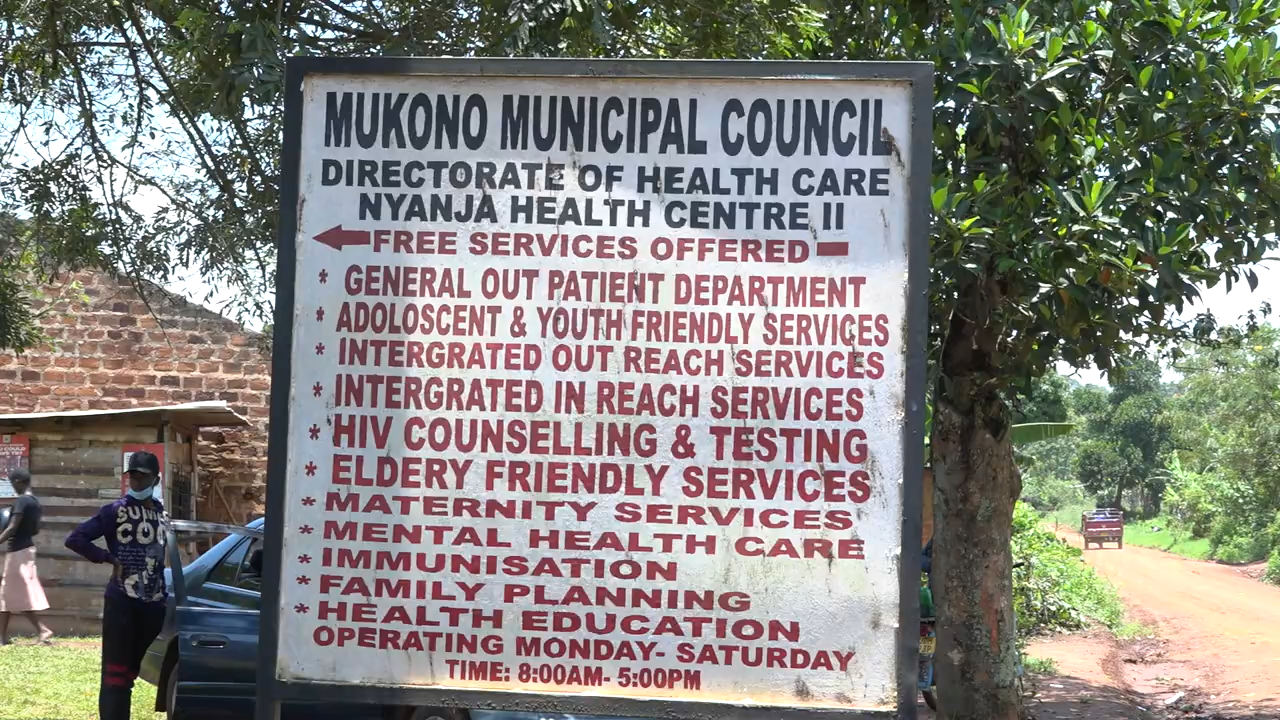 MUKONO MUNICIPAL COUNCIL
DIRECTORATE OF HEALTH CARE
NYANJA HEALTH CENTRE II
FREE SERVICES OFFERED
* GENERAL OUT PATIENT DEPARTMENT
* ADOLOSCENT & YOUTH FRIENDLY SERVICES
* INTERGRATED OUT REACH SERVICES
* INTERGRATED IN REACH SERVICES
* HIV COUNSELLING & TESTING
* ELDERY FRIENDLY SERVICES
* MATERNITY SERVICES
* MENTAL HEALTH CARE
* IMMUNISATION
* FAMILY PLANNING
* HEALTH EDUCATION
OPERATING MONDAY- SATURDAY
TIME: 8:00AM- 5:00PM